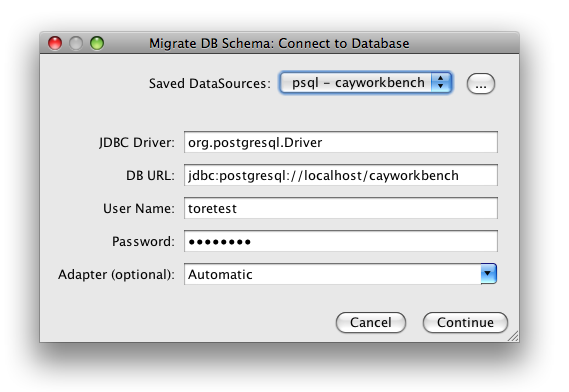 Migrate DB Schema: Connect to Database
Saved DataSources: psql – cayworkbench ...
JDBC Driver: org.postgresql.Driver
DB URL: jdbc:postgresql://localhost/cayworkbench
User Name: toretest
Password: ••••••••
Adapter (optional): Automatic
Cancel Continue